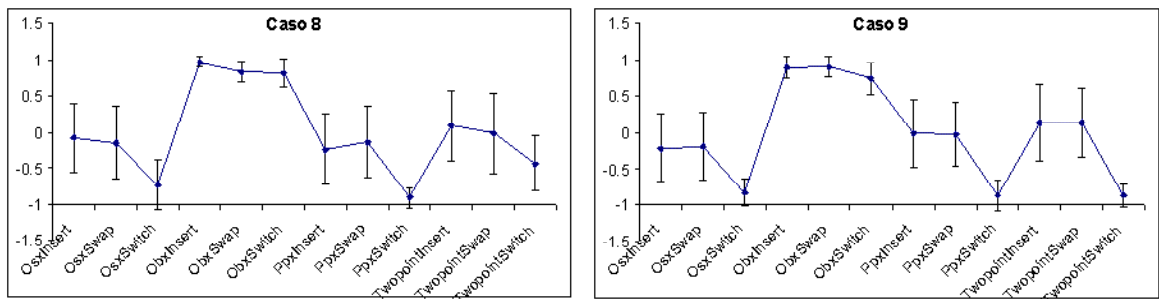 Caso 8
1.5
1
0.5
0
-0.5
-1
-1.5
OsxInsert
OsxSwap
OsxSwitch
ObxInsert
ObxSwap
ObxSwitch
PpxInsert
PpxSwap
PpxSwitch
TwopointInsert
TwopointSwap
TwopointSwitch
Caso 9
1.5
1
0.5
0
-0.5
-1
-1.5
OsxInsert
OsxSwap
OsxSwitch
ObxInsert
ObxSwap
ObxSwitch
PpxInsert
PpxSwap
PpxSwitch
TwopointInsert
TwopointSwap
TwopointSwitch